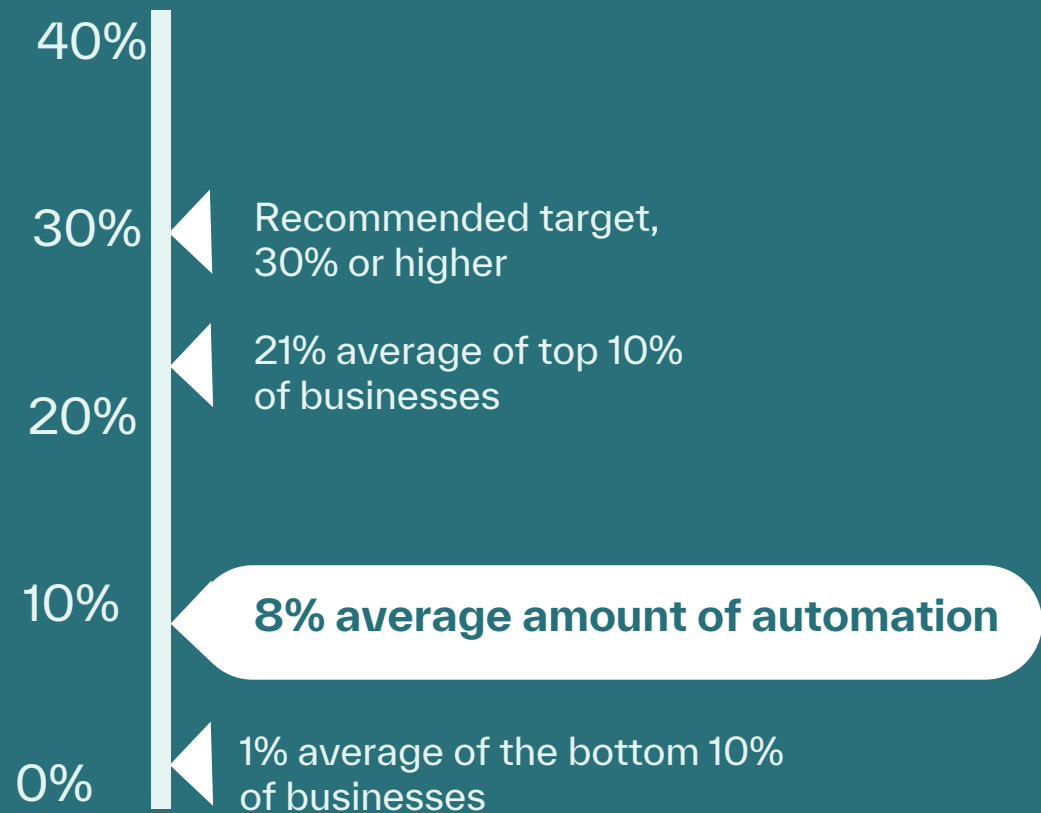 40%
30%
Recommended target,
30% or higher
21% average of top 10%
of businesses
20%
10%
8% average amount of automation
1% average of the bottom 10%
of businesses
0%